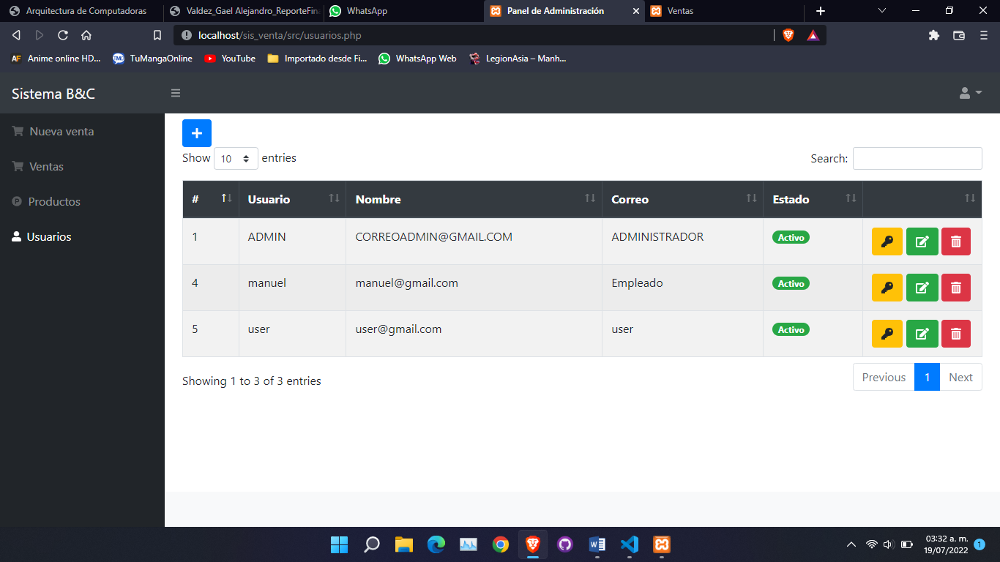 Arquitectura de Computadoras
Valdez_Gael Alejandro_ReporteFina
WhatsApp
Panel de Administración
Ventas
localhost/sis_venta/src/usuarios.php
AF Anime online HD...
TMO TuMangaOnline
YouTube
Importado desde Fi...
WhatsApp Web
LegionAsia – Manh...
Sistema B&C
Nueva venta
Ventas
P Productos
Usuarios
Show 10 entries
Search:
# Usuario Nombre Correo Estado
1 ADMIN CORREOADMIN@GMAIL.COM ADMINISTRADOR Activo
4 manuel manuel@gmail.com Empleado Activo
5 user user@gmail.com user Activo
Showing 1 to 3 of 3 entries
Previous 1 Next
03:32 a. m.
19/07/2022
1